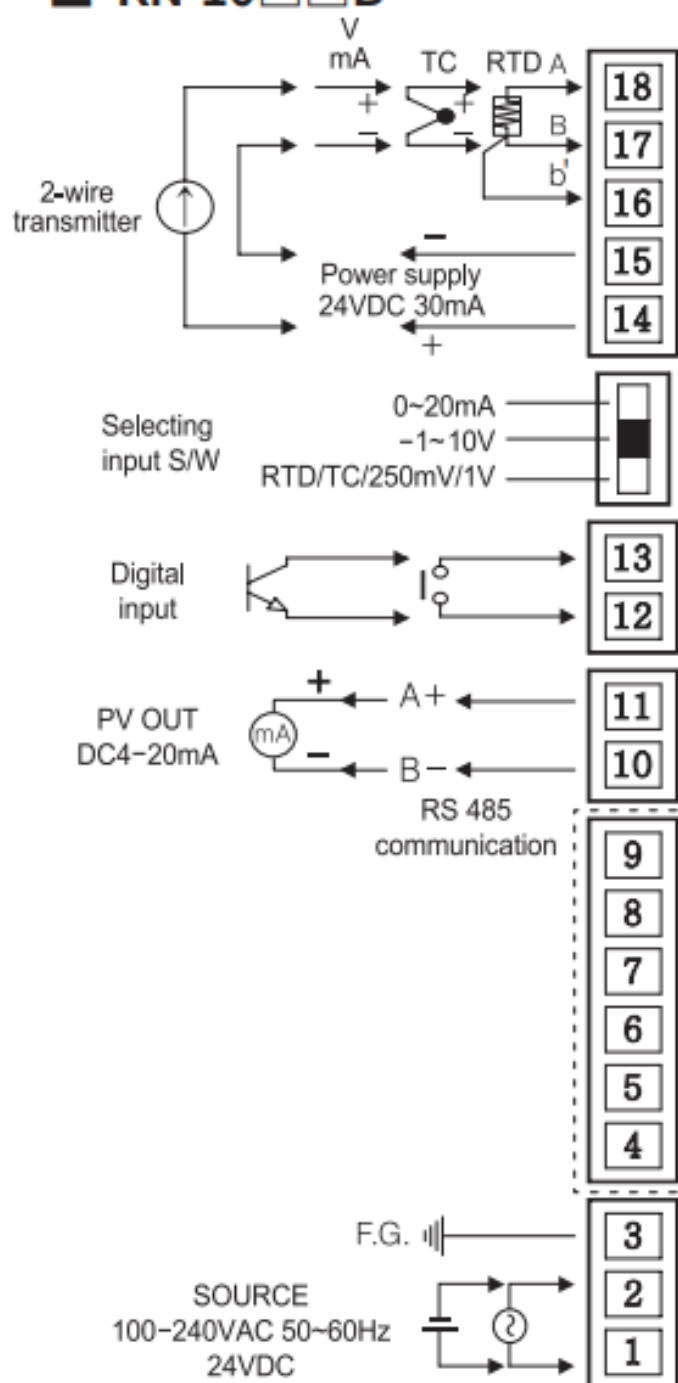 V
mA TC RTD A
+ + B
− − b'
18
17
16
15
14
2-wire
transmitter
−
Power supply
24VDC 30mA
+
Selecting
input S/W
0~20mA
−1~10V
RTD/TC/250mV/1V
Digital
input
13
12
PV OUT
DC4−20mA
+ A+
mA
− B−
11
10
RS 485
communication
9
8
7
6
5
4
F.G.
3
2
1
SOURCE
100−240VAC 50~60Hz
24VDC